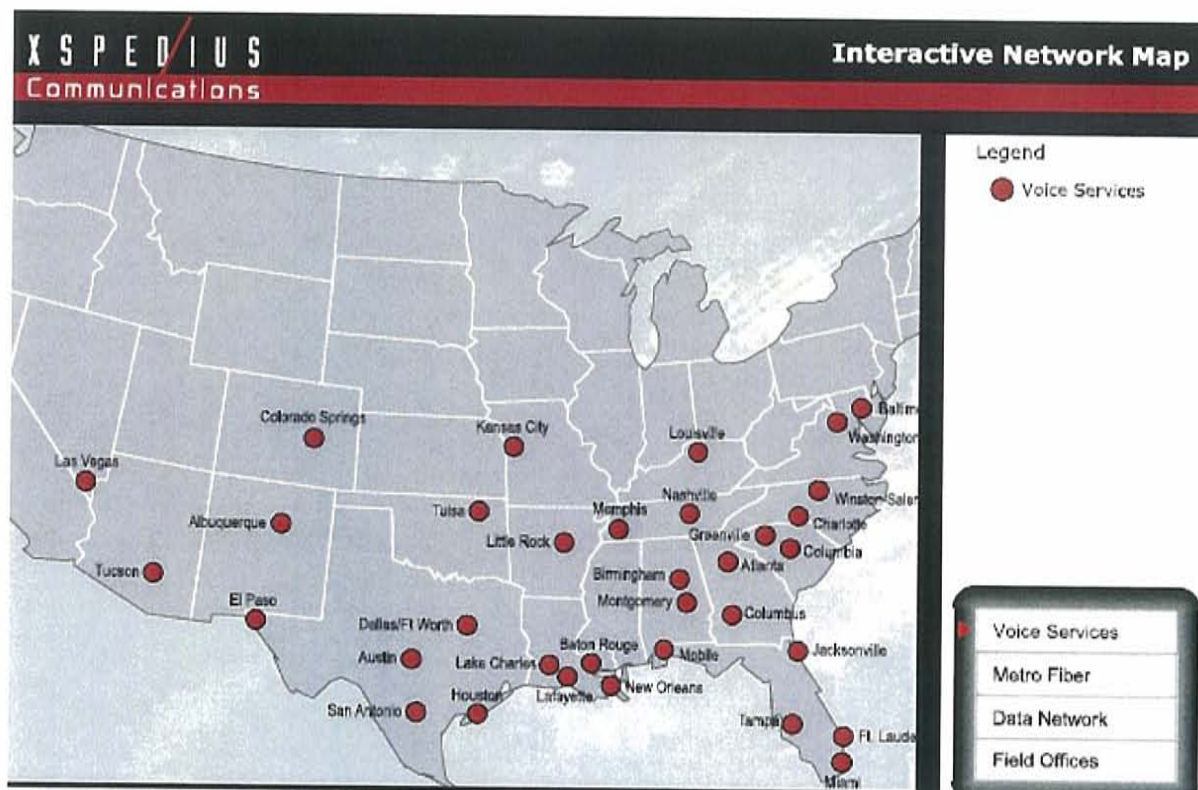 XSPEDIUS
Communications
Interactive Network Map
Legend
Voice Services
Colorado Springs
Kansas City
Louisville
Baltim
Washington
Las Vegas
Winston-Salem
Albuquerque
Tulsa
Memphis
Nashville
Charlotte
Little Rock
Greenville
Columbia
Tucson
Birmingham
Atlanta
El Paso
Montgomery
Columbus
Dallas/Ft Worth
Austin
Lake Charles
Baton Rouge
Mobile
Jacksonville
San Antonio
Houston
Lafayette
New Orleans
Tampa
Ft. Laude
Miami
Voice Services
Metro Fiber
Data Network
Field Offices